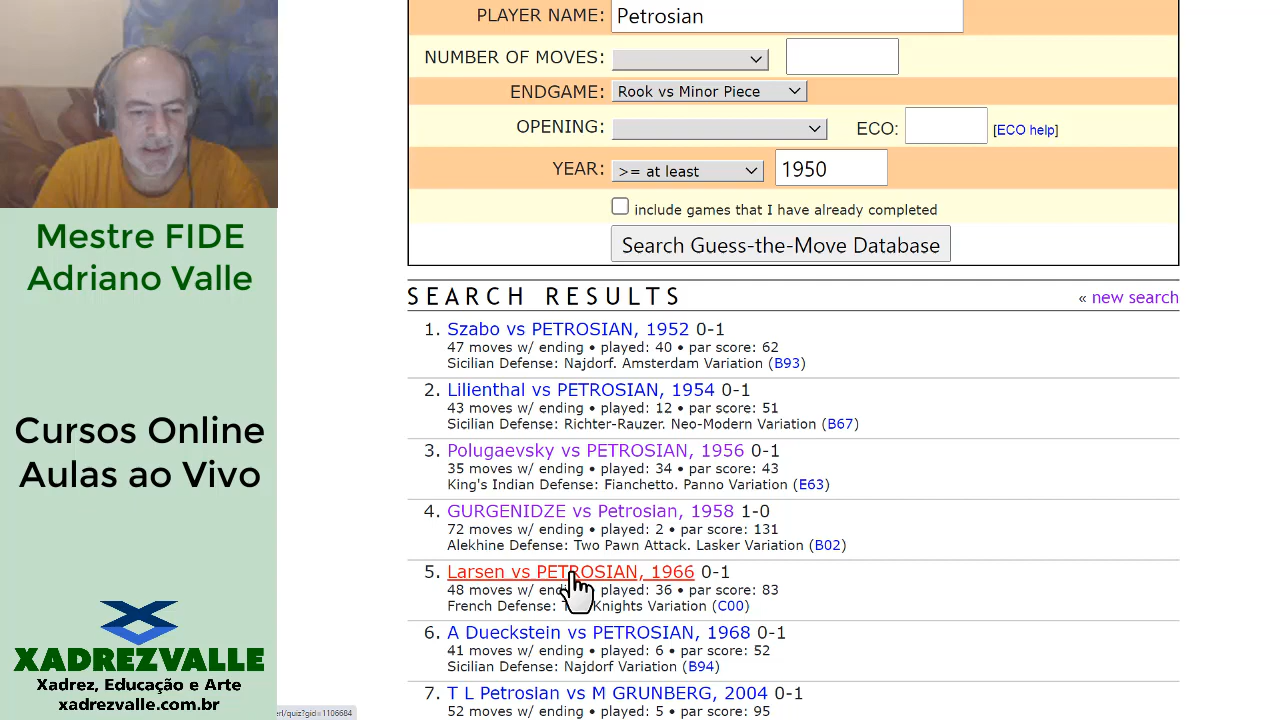 PLAYER NAME: Petrosian
NUMBER OF MOVES:
ENDGAME: Rook vs Minor Piece
OPENING: ECO: [ECO help]
YEAR: >= at least 1950
include games that I have already completed
Search Guess-the-Move Database
SEARCH RESULTS « new search
1. Szabo vs PETROSIAN, 1952 0-1
47 moves w/ ending • played: 40 • par score: 62
Sicilian Defense: Najdorf. Amsterdam Variation (B93)
2. Lilienthal vs PETROSIAN, 1954 0-1
43 moves w/ ending • played: 12 • par score: 51
Sicilian Defense: Richter-Rauzer. Neo-Modern Variation (B67)
3. Polugaevsky vs PETROSIAN, 1956 0-1
35 moves w/ ending • played: 34 • par score: 43
King's Indian Defense: Fianchetto. Panno Variation (E63)
4. GURGENIDZE vs Petrosian, 1958 1-0
72 moves w/ ending • played: 2 • par score: 131
Alekhine Defense: Two Pawn Attack. Lasker Variation (B02)
5. Larsen vs PETROSIAN, 1966 0-1
48 moves w/ played: 36 • par score: 83
French Defense: Knights Variation (C00)
6. A Dueckstein vs PETROSIAN, 1968 0-1
41 moves w/ ending • played: 6 • par score: 52
Sicilian Defense: Najdorf Variation (B94)
7. T L Petrosian vs M GRUNBERG, 2004 0-1
52 moves w/ ending • played: 5 • par score: 95
Mestre FIDE
Adriano Valle
Cursos Online
Aulas ao Vivo
XADREZVALLE
Xadrez, Educação e Arte
xadrezvalle.com.br
erl/quiz?gid=1106684